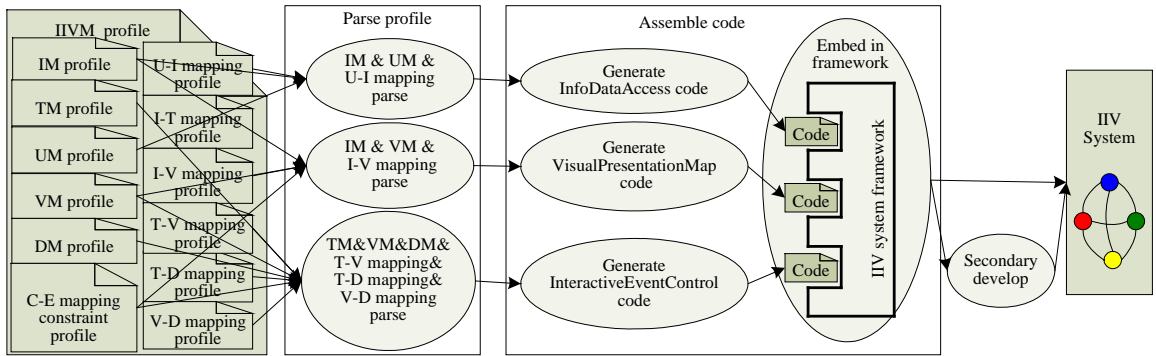 IIVM profile
IM profile
TM profile
UM profile
VM profile
DM profile
C-E mapping
constraint
profile
U-I mapping
profile
I-T mapping
profile
I-V mapping
profile
T-V mapping
profile
T-D mapping
profile
V-D mapping
profile
Parse profile
IM & UM &
U-I mapping
parse
IM & VM &
I-V mapping
parse
TM&VM&DM&
T-V mapping&
T-D mapping&
V-D mapping
parse
Assemble code
Generate
InfoDataAccess code
Generate
VisualPresentationMap
code
Generate
InteractiveEventControl
code
Embed in
framework
Code
Code
Code
IIV system framework
Secondary
develop
IIV
System